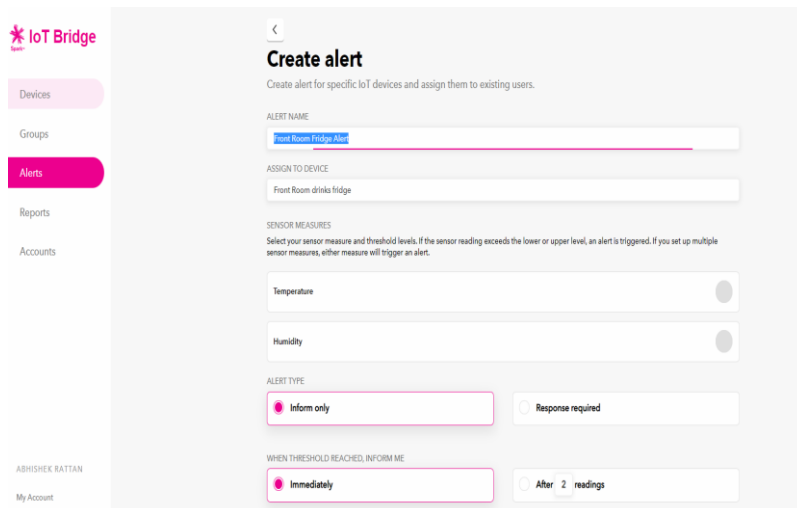 IoT Bridge
Spark
Devices
Groups
Alerts
Reports
Accounts
ABHISHEK RATTAN
My Account
Create alert
Create alert for specific IoT devices and assign them to existing users.
ALERT NAME
Front Room Fridge Alert
ASSIGN TO DEVICE
Front Room drinks fridge
SENSOR MEASURES
Select your sensor measure and threshold levels. If the sensor reading exceeds the lower or upper level, an alert is triggered. If you set up multiple
sensor measures, either measure will trigger an alert.
Temperature
Humidity
ALERT TYPE
Inform only
Response required
WHEN THRESHOLD REACHED, INFORM ME
Immediately
After 2 readings